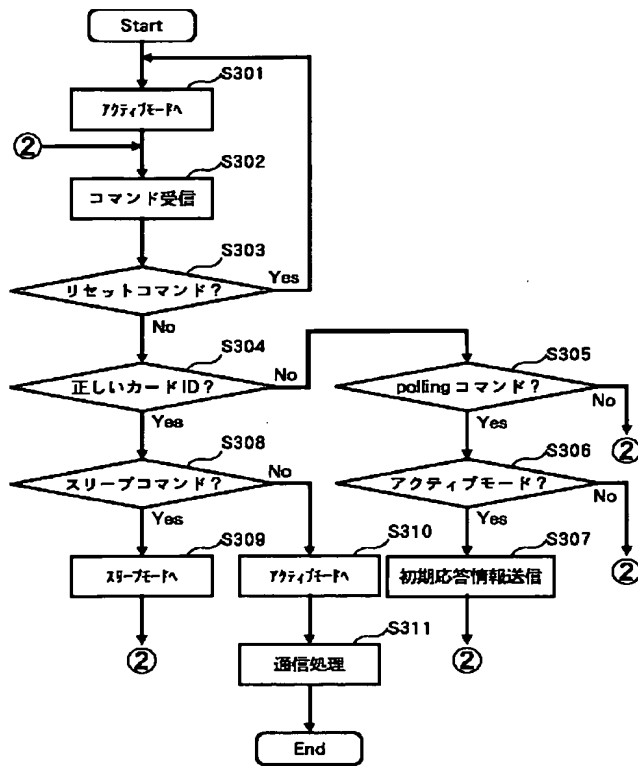 Start
S301
アクティブモードへ
②
S302
コマンド受信
S303
リセットコマンド?
Yes
No
S304
正しいカードID?
No
Yes
S305
pollingコマンド?
No
②
Yes
S308
スリープコマンド?
No
Yes
S306
アクティブモード?
No
②
Yes
S309
スリープモードへ
②
S310
アクティブモードへ
S307
初期応答情報送信
②
S311
通信処理
End